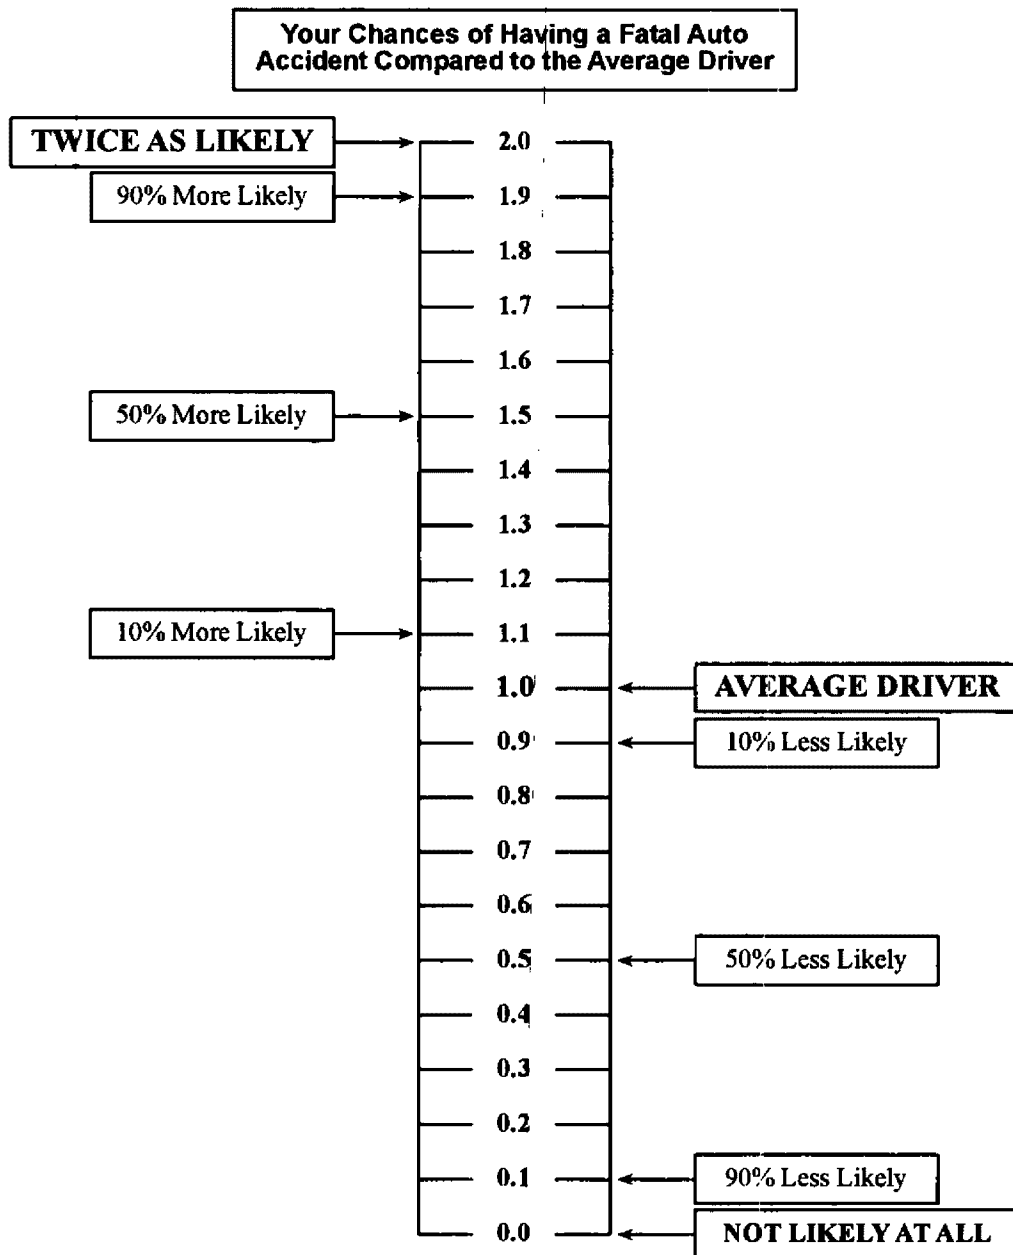 Your Chances of Having a Fatal Auto
Accident Compared to the Average Driver
TWICE AS LIKELY
2.0
90% More Likely
1.9
1.8
1.7
1.6
50% More Likely
1.5
1.4
1.3
1.2
10% More Likely
1.1
1.0
AVERAGE DRIVER
0.9
10% Less Likely
0.8
0.7
0.6
0.5
50% Less Likely
0.4
0.3
0.2
0.1
90% Less Likely
0.0
NOT LIKELY AT ALL